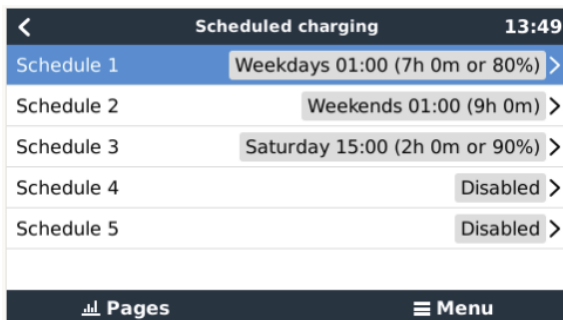 Scheduled charging 13:49
Schedule 1 Weekdays 01:00 (7h 0m or 80%)
Schedule 2 Weekends 01:00 (9h 0m)
Schedule 3 Saturday 15:00 (2h 0m or 90%)
Schedule 4 Disabled
Schedule 5 Disabled
Pages Menu